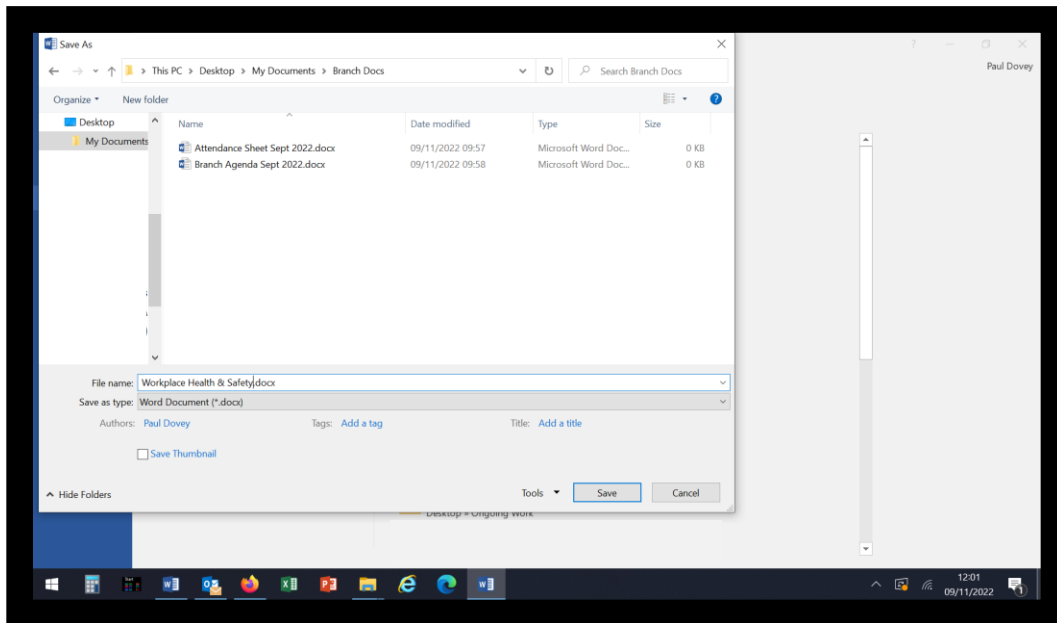 Save As
Paul Dovey
This PC > Desktop > My Documents > Branch Docs
Search Branch Docs
Organize
New folder
Desktop
My Documents
Name
Date modified
Type
Size
Attendance Sheet Sept 2022.docx
09/11/2022 09:57
Microsoft Word Doc...
0 KB
Branch Agenda Sept 2022.docx
09/11/2022 09:58
Microsoft Word Doc...
0 KB
File name: Workplace Health & Safety.docx
Save as type: Word Document (*.docx)
Authors: Paul Dovey
Tags: Add a tag
Title: Add a title
Save Thumbnail
Hide Folders
Tools
Save
Cancel
Desktop » Ongoing Work
12:01
09/11/2022
1